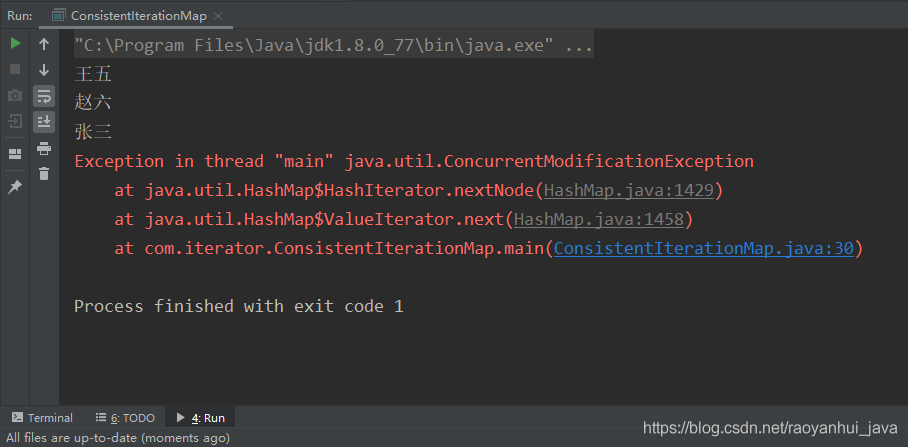 Run: ConsistentIterationMap ×
"C:\Program Files\Java\jdk1.8.0_77\bin\java.exe" ...
王五
赵六
张三
Exception in thread "main" java.util.ConcurrentModificationException
at java.util.HashMap$HashIterator.nextNode(HashMap.java:1429)
at java.util.HashMap$ValueIterator.next(HashMap.java:1458)
at com.iterator.ConsistentIterationMap.main(ConsistentIterationMap.java:30)
Process finished with exit code 1
Terminal 6: TODO 4: Run
All files are up-to-date (moments ago)
https://blog.csdn.net/raoyanhui_java